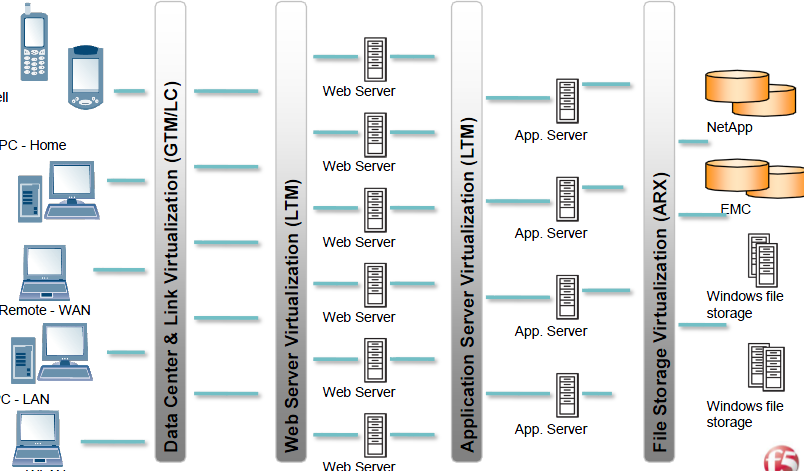 PC - Home
Remote - WAN
PC - LAN
Data Center & Link Virtualization (GTM/LC)
Web Server Virtualization (LTM)
Web Server
Web Server
Web Server
Web Server
Web Server
Web Server
Application Server Virtualization (LTM)
App. Server
App. Server
App. Server
App. Server
File Storage Virtualization (ARX)
NetApp
EMC
Windows file
storage
Windows file
storage
f5